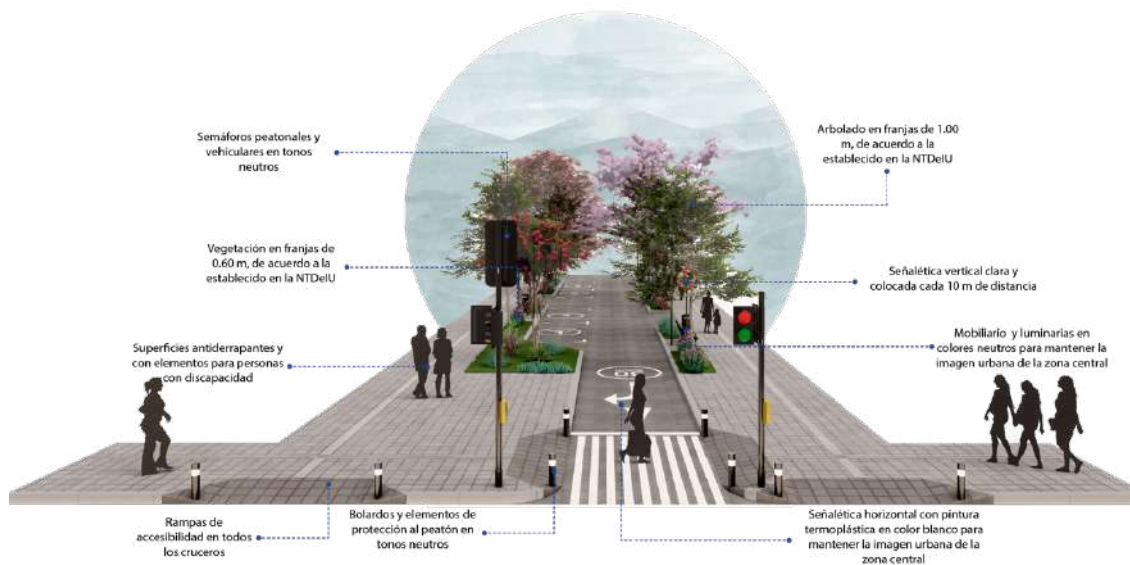 Semáforos peatonales y
vehiculares en tonos
neutros
Arbolado en franjas de 1.00
m, de acuerdo a la
establecido en la NTDeIU
Vegetación en franjas de
0.60 m, de acuerdo a la
establecido en la NTDeIU
Señalética vertical clara y
colocada cada 10 m de distancia
Superficies antiderrapantes y
con elementos para personas
con discapacidad
Mobiliario y luminarias en
colores neutros para mantener la
imagen urbana de la zona central
Rampas de
accesibilidad en todos
los cruceros
Bolardos y elementos de
protección al peatón en
tonos neutros
Señalética horizontal con pintura
termoplástica en color blanco para
mantener la imagen urbana de la
zona central